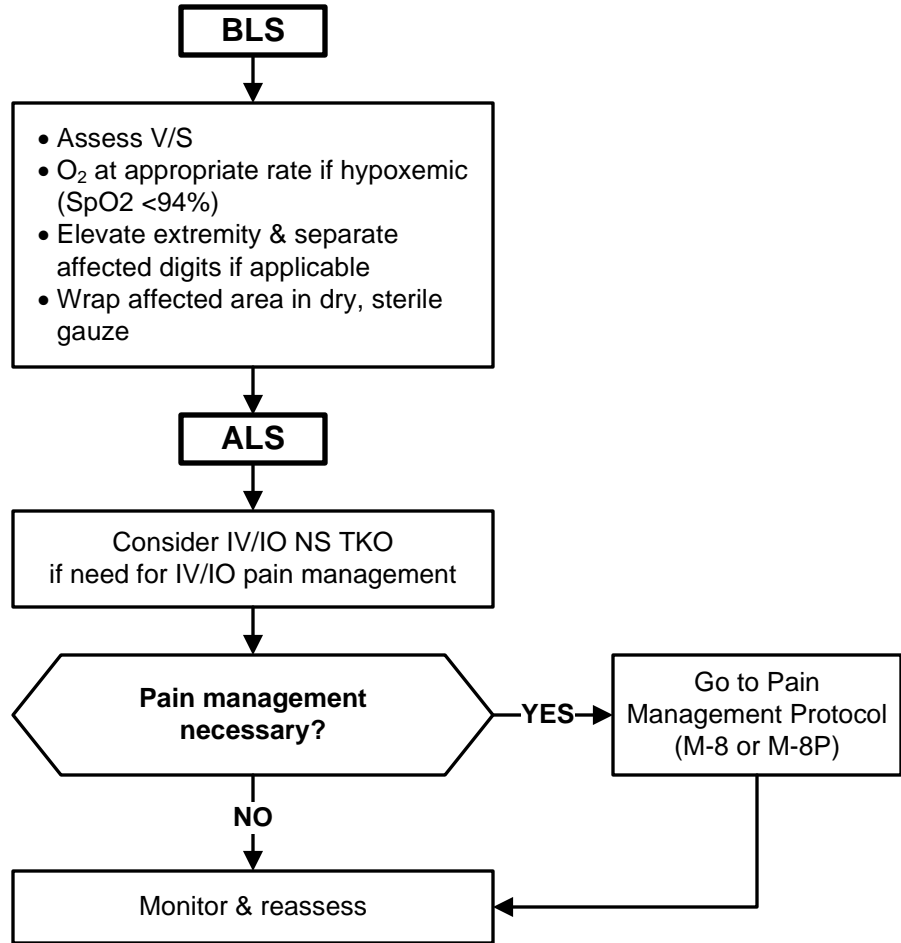 BLS
• Assess V/S
• O₂ at appropriate rate if hypoxemic
(SpO2 <94%)
• Elevate extremity & separate
affected digits if applicable
• Wrap affected area in dry, sterile
gauze
ALS
Consider IV/IO NS TKO
if need for IV/IO pain management
Pain management
necessary?
YES
Go to Pain
Management Protocol
(M-8 or M-8P)
NO
Monitor & reassess